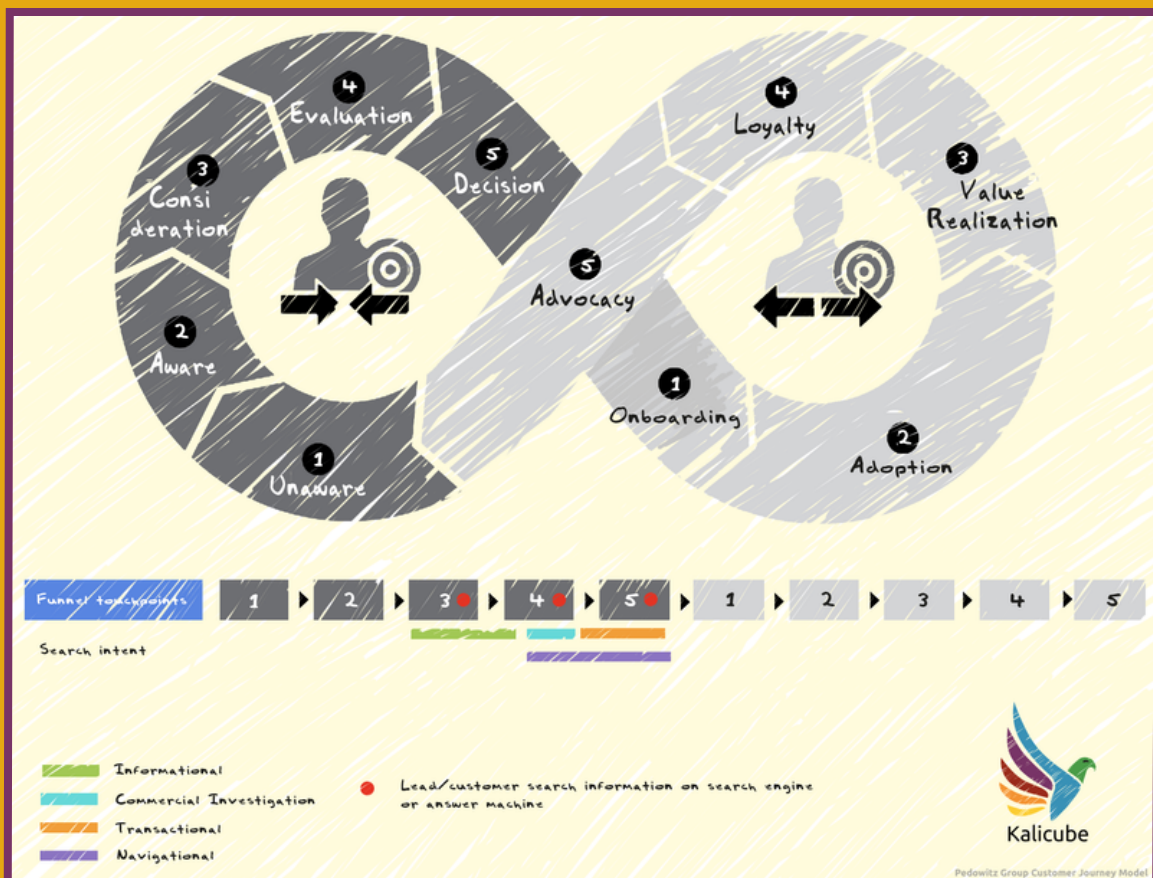 4
Evaluation
5
Decision
3
Consi
deration
2
Aware
1
Unaware
5
Advocacy
4
Loyalty
3
Value
Realization
1
Onboarding
2
Adoption
Funnel touchpoints 1 2 3 4 5 1 2 3 4 5
Search intent
Informational
Commercial Investigation
Transactional
Navigational
Lead/customer search information on search engine
or answer machine
Kalicube
Pedowitz Group Customer Journey Model